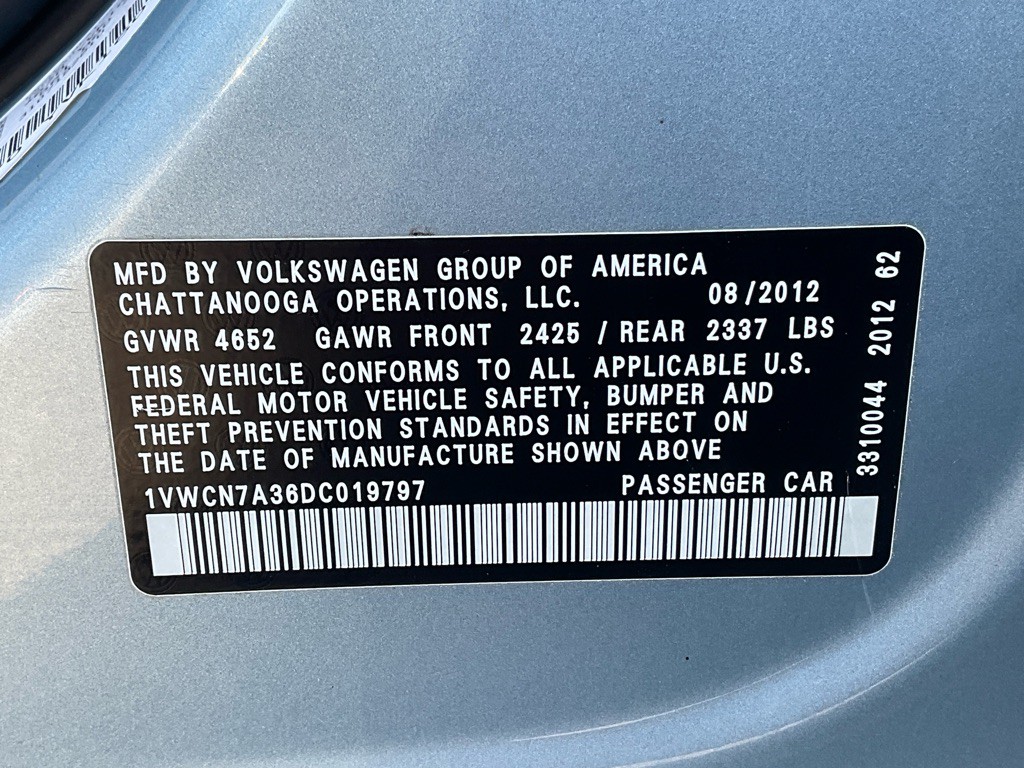 MFD BY VOLKSWAGEN GROUP OF AMERICA
CHATTANOOGA OPERATIONS, LLC. 08/2012
GVWR 4652 GAWR FRONT 2425 / REAR 2337 LBS
THIS VEHICLE CONFORMS TO ALL APPLICABLE U.S.
FEDERAL MOTOR VEHICLE SAFETY, BUMPER AND
THEFT PREVENTION STANDARDS IN EFFECT ON
THE DATE OF MANUFACTURE SHOWN ABOVE
1VWCN7A36DC019797 PASSENGER CAR
3310044 2012 62